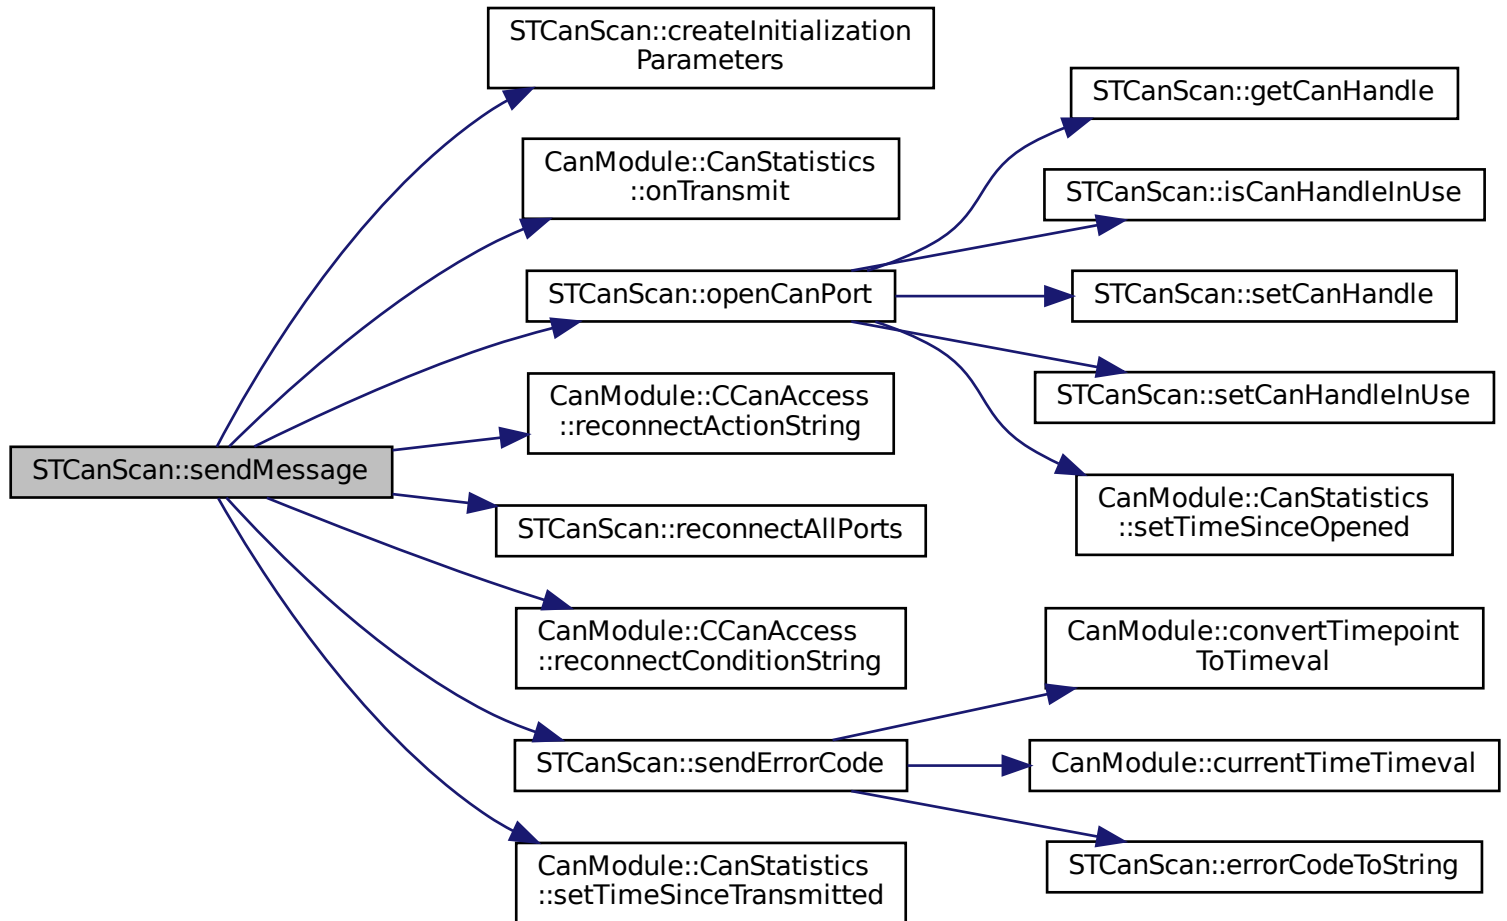 STCanScan::sendMessage
STCanScan::createInitialization
Parameters
CanModule::CanStatistics
::onTransmit
STCanScan::openCanPort
CanModule::CCanAccess
::reconnectActionString
STCanScan::reconnectAllPorts
CanModule::CCanAccess
::reconnectConditionString
STCanScan::sendErrorCode
CanModule::CanStatistics
::setTimeSinceTransmitted
STCanScan::getCanHandle
STCanScan::isCanHandleInUse
STCanScan::setCanHandle
STCanScan::setCanHandleInUse
CanModule::CanStatistics
::setTimeSinceOpened
CanModule::convertTimepoint
ToTimeval
CanModule::currentTimeTimeval
STCanScan::errorCodeToString